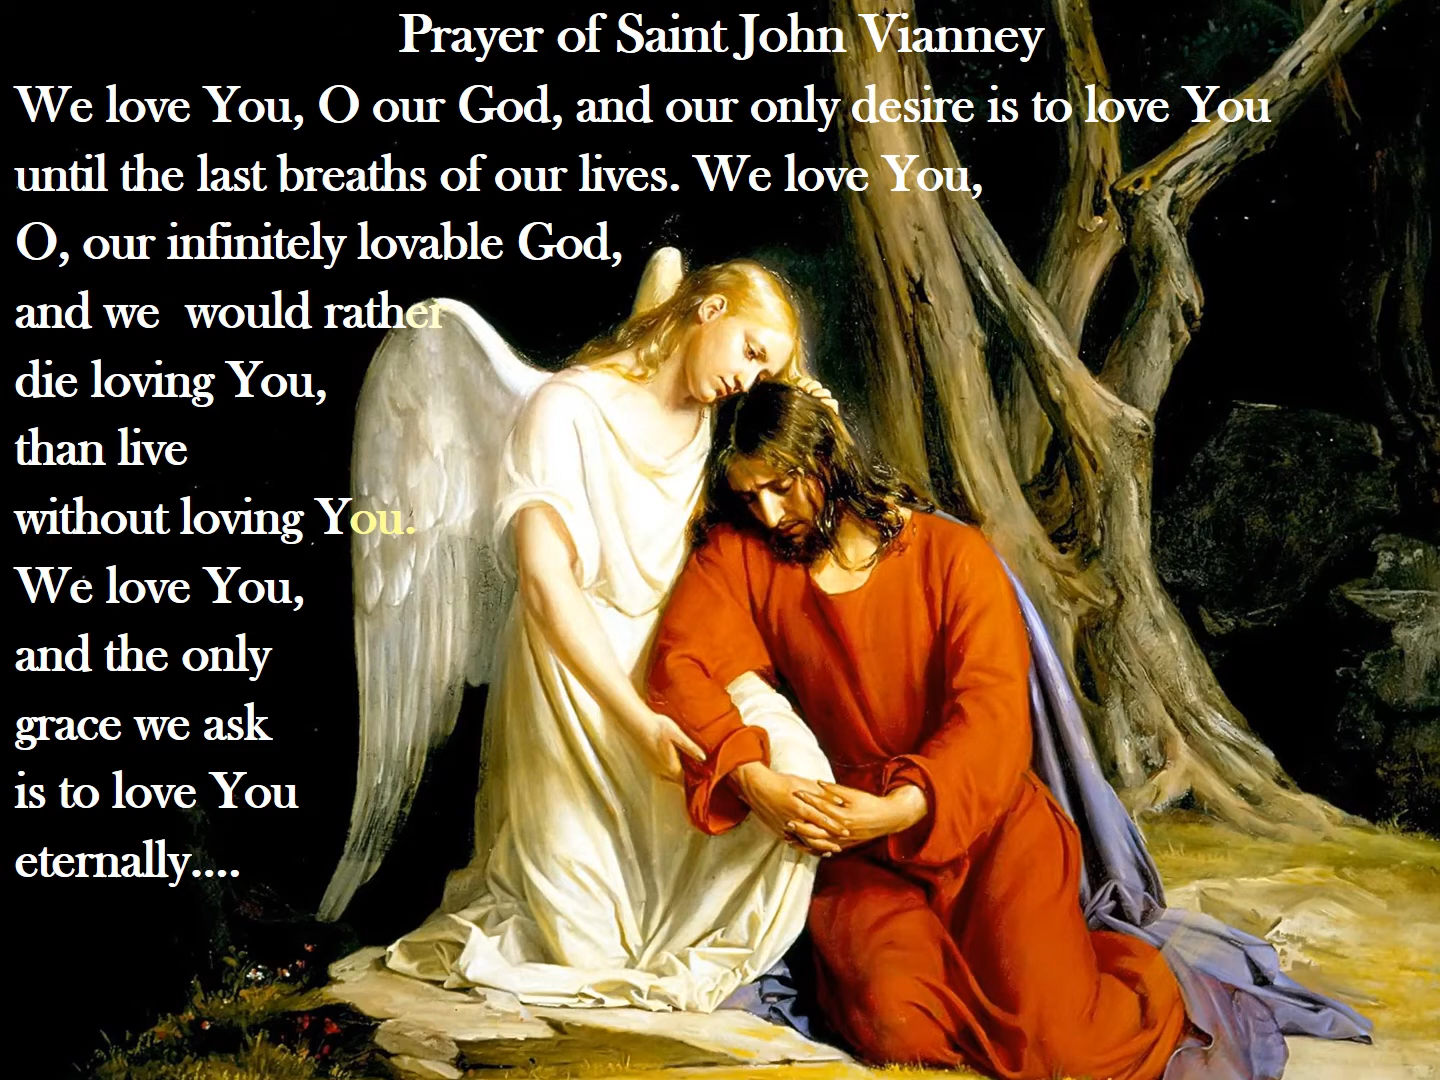 Prayer of Saint John Vianney
We love You, O our God, and our only desire is to love You
until the last breaths of our lives. We love You,
O, our infinitely lovable God,
and we  would rather
die loving You,
than live
without loving You.
We love You,
and the only
grace we ask
is to love You
eternally....